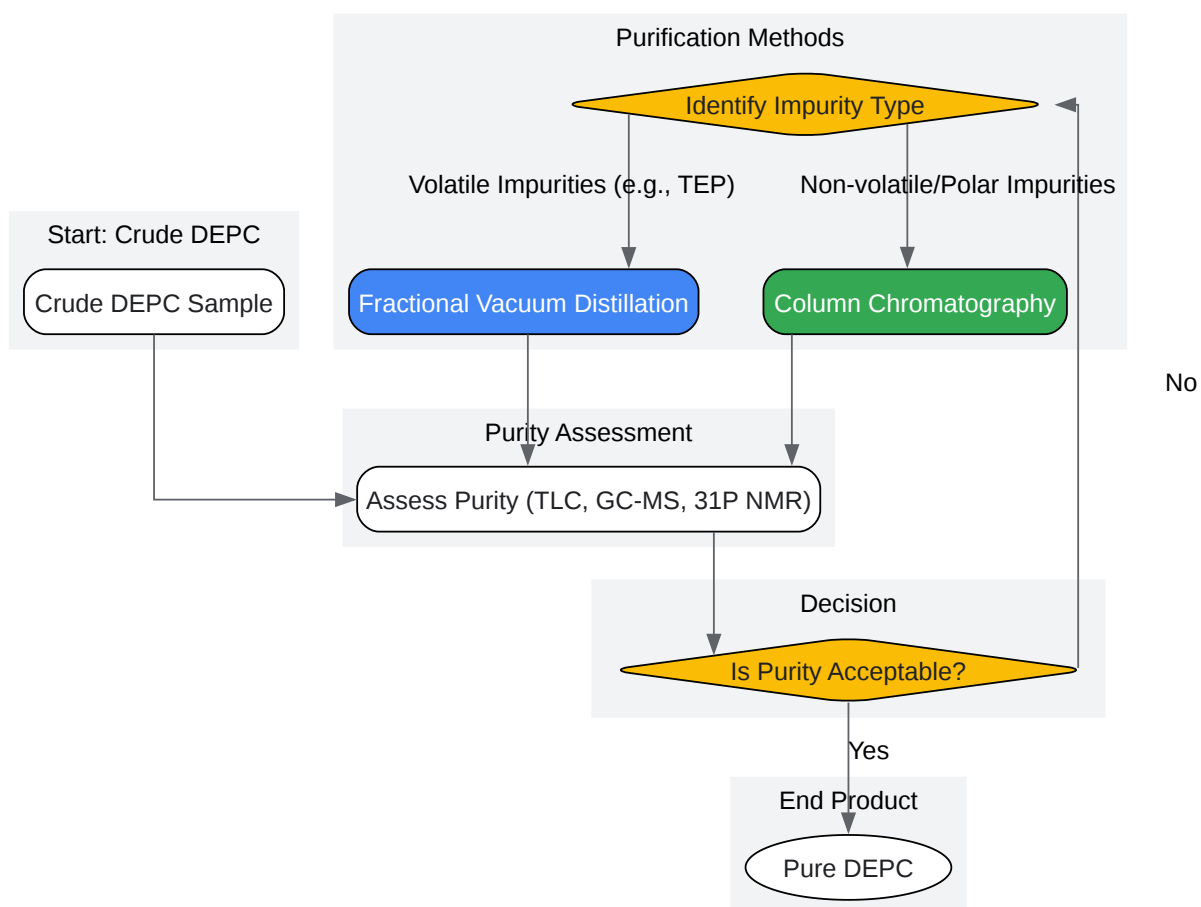 Purification Methods
Identify Impurity Type
Volatile Impurities (e.g., TEP)
Non-volatile/Polar Impurities
Start: Crude DEPC
Crude DEPC Sample
Fractional Vacuum Distillation
Column Chromatography
No
Purity Assessment
Assess Purity (TLC, GC-MS, 31P NMR)
Decision
Is Purity Acceptable?
Yes
End Product
Pure DEPC